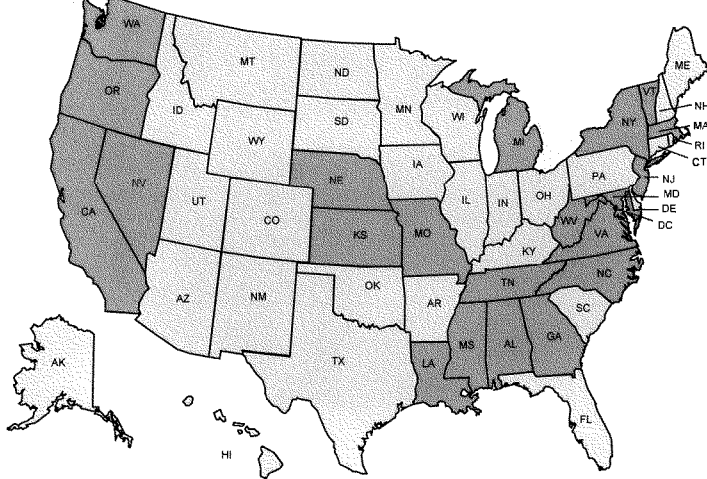 WA
MT
ND
MN
ME
VT
NH
OR
ID
WY
SD
WI
MI
NY
MA
RI
CT
NV
UT
CO
NE
IA
IL
IN
OH
PA
NJ
MD
DE
DC
CA
KS
MO
KY
WV
VA
AZ
NM
OK
AR
TN
NC
SC
TX
LA
MS
AL
GA
FL
AK
HI